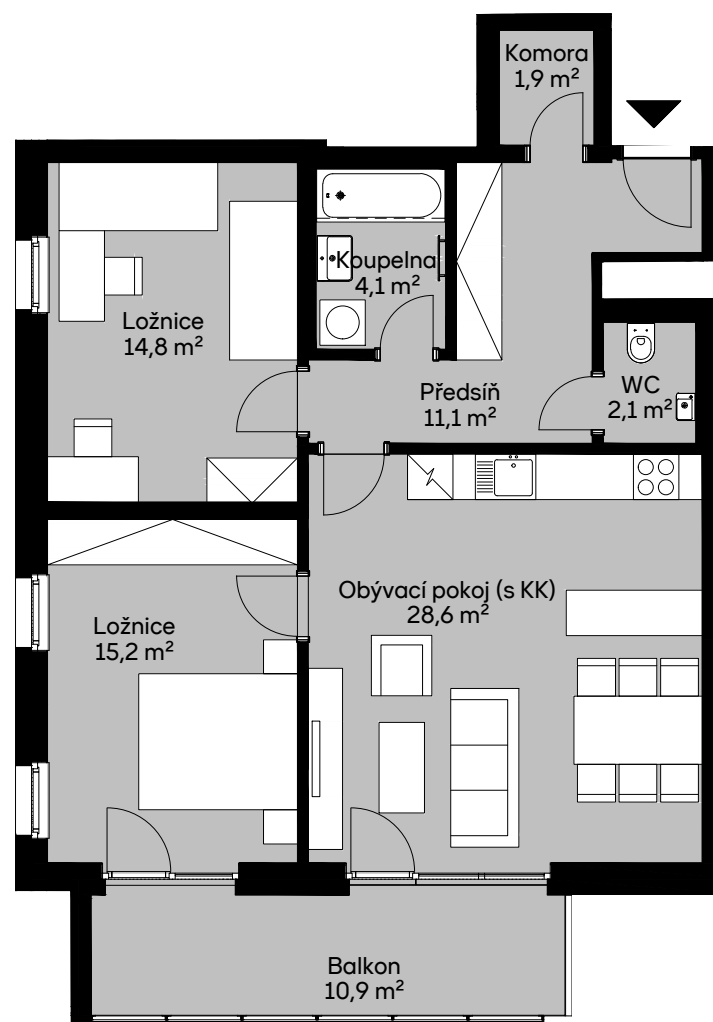 Komora
1,9 m²
Koupelna
4,1 m²
Ložnice
14,8 m²
Předsíň
11,1 m²
WC
2,1 m²
Obývací pokoj (s KK)
28,6 m²
Ložnice
15,2 m²
Balkon
10,9 m²